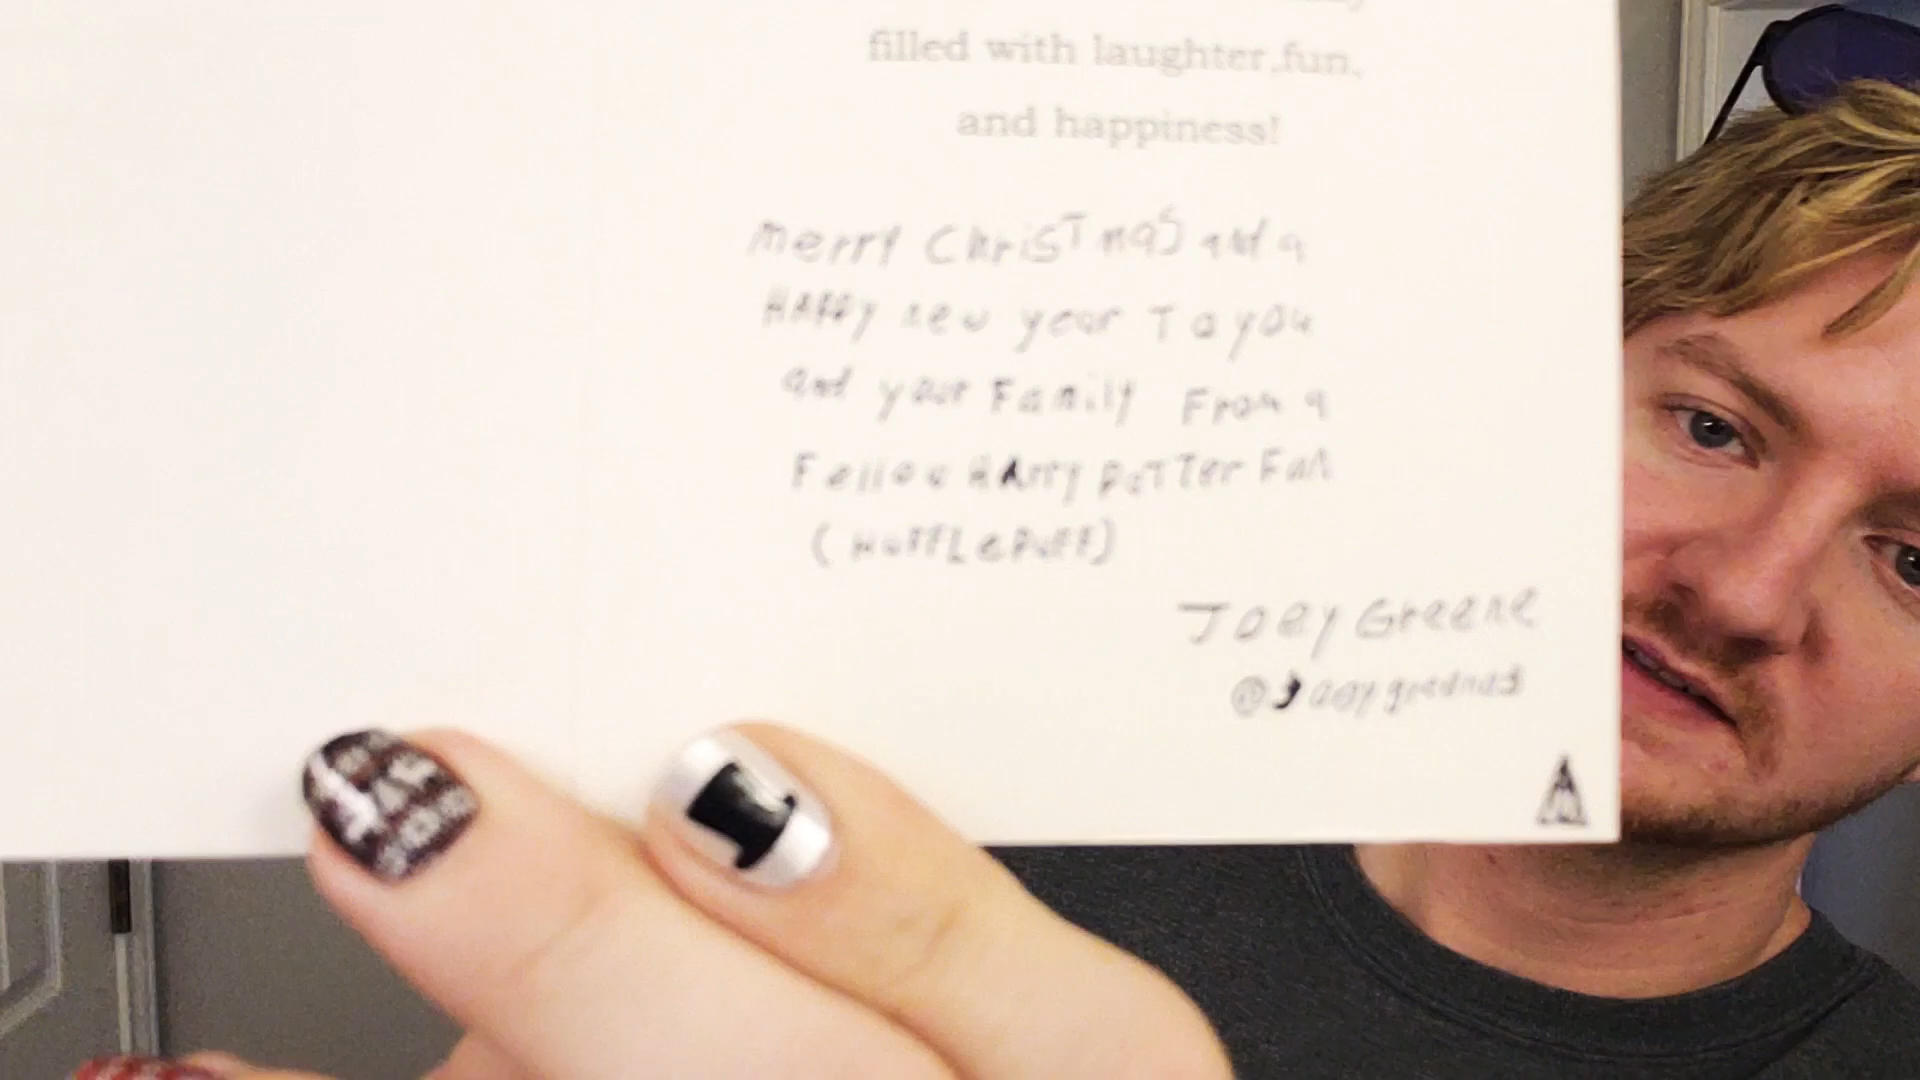 filled with laughter,fun,
and happiness!
merry ChrisTmas and a
HAPPy new year To you
and your Family From a
Fellow HArry PoTTer Fan
(HUFFLePUFF)
Joey Greene